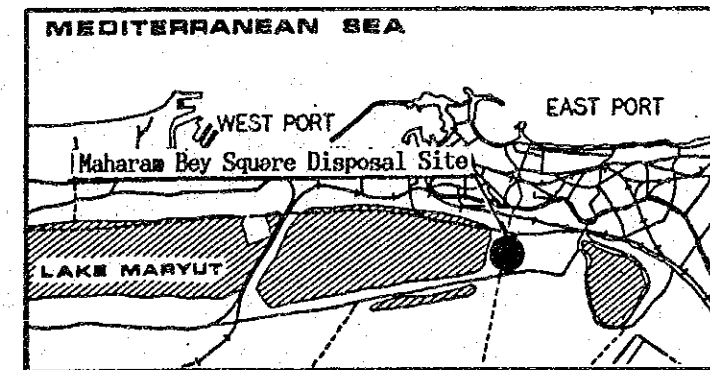 MEDITERRANEAN SEA
EAST PORT
WEST PORT
Maharam Bey Square Disposal Site
LAKE MARYUT